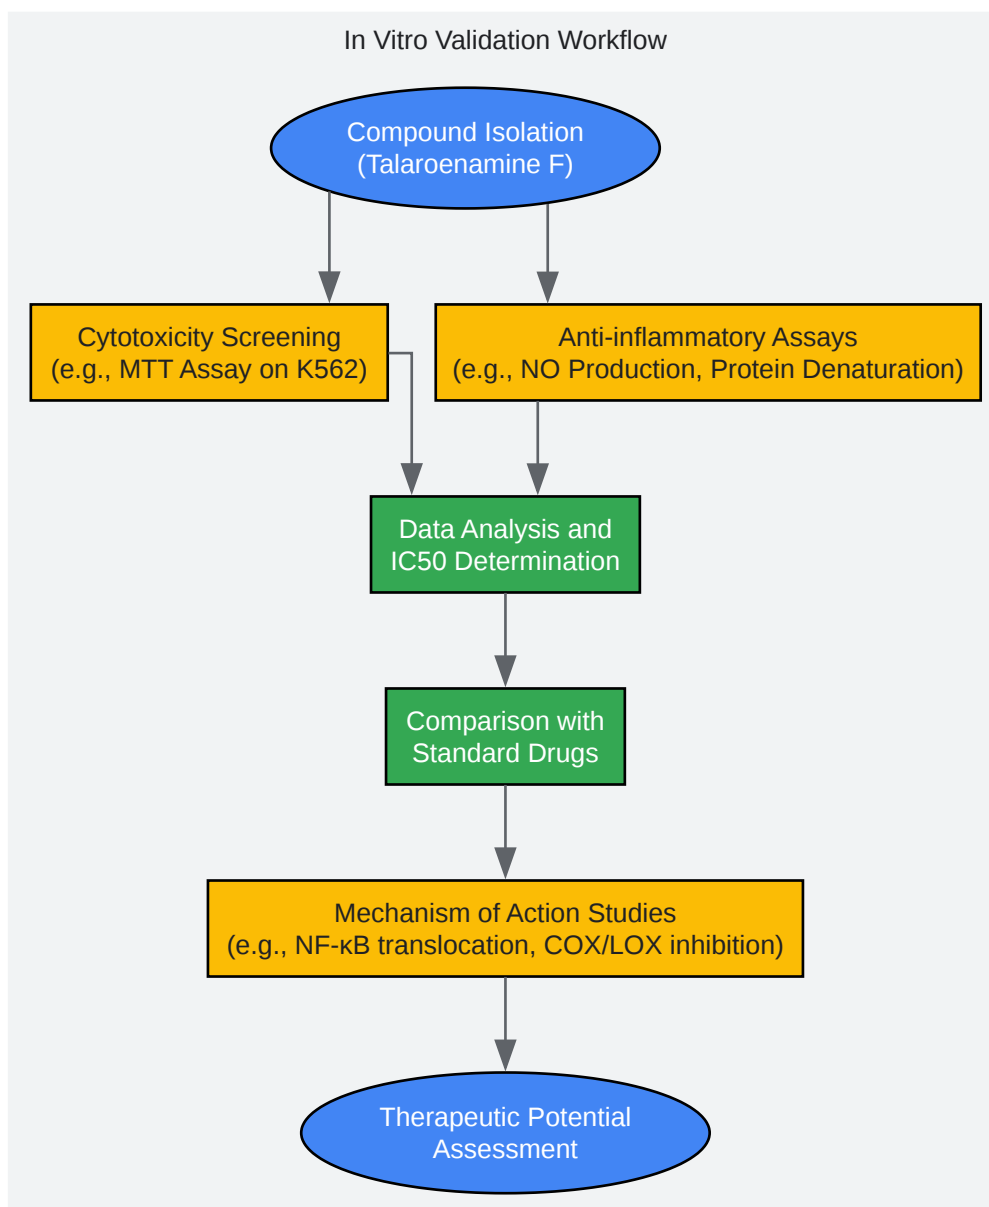 In Vitro Validation Workflow
Compound Isolation
(Talaroenamine F)
Cytotoxicity Screening
(e.g., MTT Assay on K562)
Anti-inflammatory Assays
(e.g., NO Production, Protein Denaturation)
Data Analysis and
IC50 Determination
Comparison with
Standard Drugs
Mechanism of Action Studies
(e.g., NF-κB translocation, COX/LOX inhibition)
Therapeutic Potential
Assessment